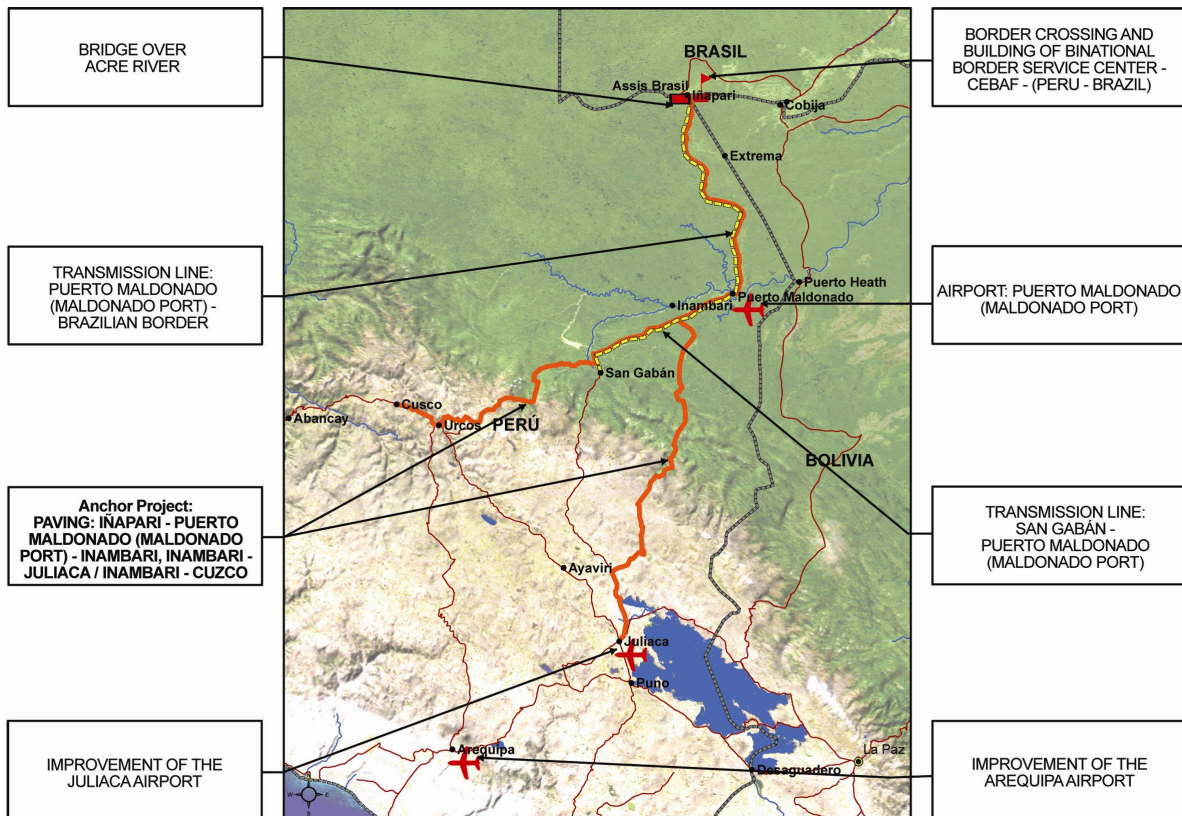 BRIDGE OVER
ACRE RIVER
TRANSMISSION LINE:
PUERTO MALDONADO
(MALDONADO PORT) -
BRAZILIAN BORDER
Anchor Project:
PAVING: IÑAPARI - PUERTO
MALDONADO (MALDONADO
PORT) - INAMBARI, INAMBARI -
JULIACA / INAMBARI - CUZCO
IMPROVEMENT OF THE
JULIACA AIRPORT
BRASIL
Assis Brasil
Iñapari
Cobija
Extrema
Puerto Heath
Puerto Maldonado
Inambari
San Gabán
Cusco
Abancay
Urcos
PERÚ
BOLIVIA
Ayaviri
Juliaca
Puno
Arequipa
La Paz
Desaguadero
W
E
BORDER CROSSING AND
BUILDING OF BINATIONAL
BORDER SERVICE CENTER -
CEBAF - (PERU - BRAZIL)
AIRPORT: PUERTO MALDONADO
(MALDONADO PORT)
TRANSMISSION LINE:
SAN GABÁN -
PUERTO MALDONADO
(MALDONADO PORT)
IMPROVEMENT OF THE
AREQUIPA AIRPORT